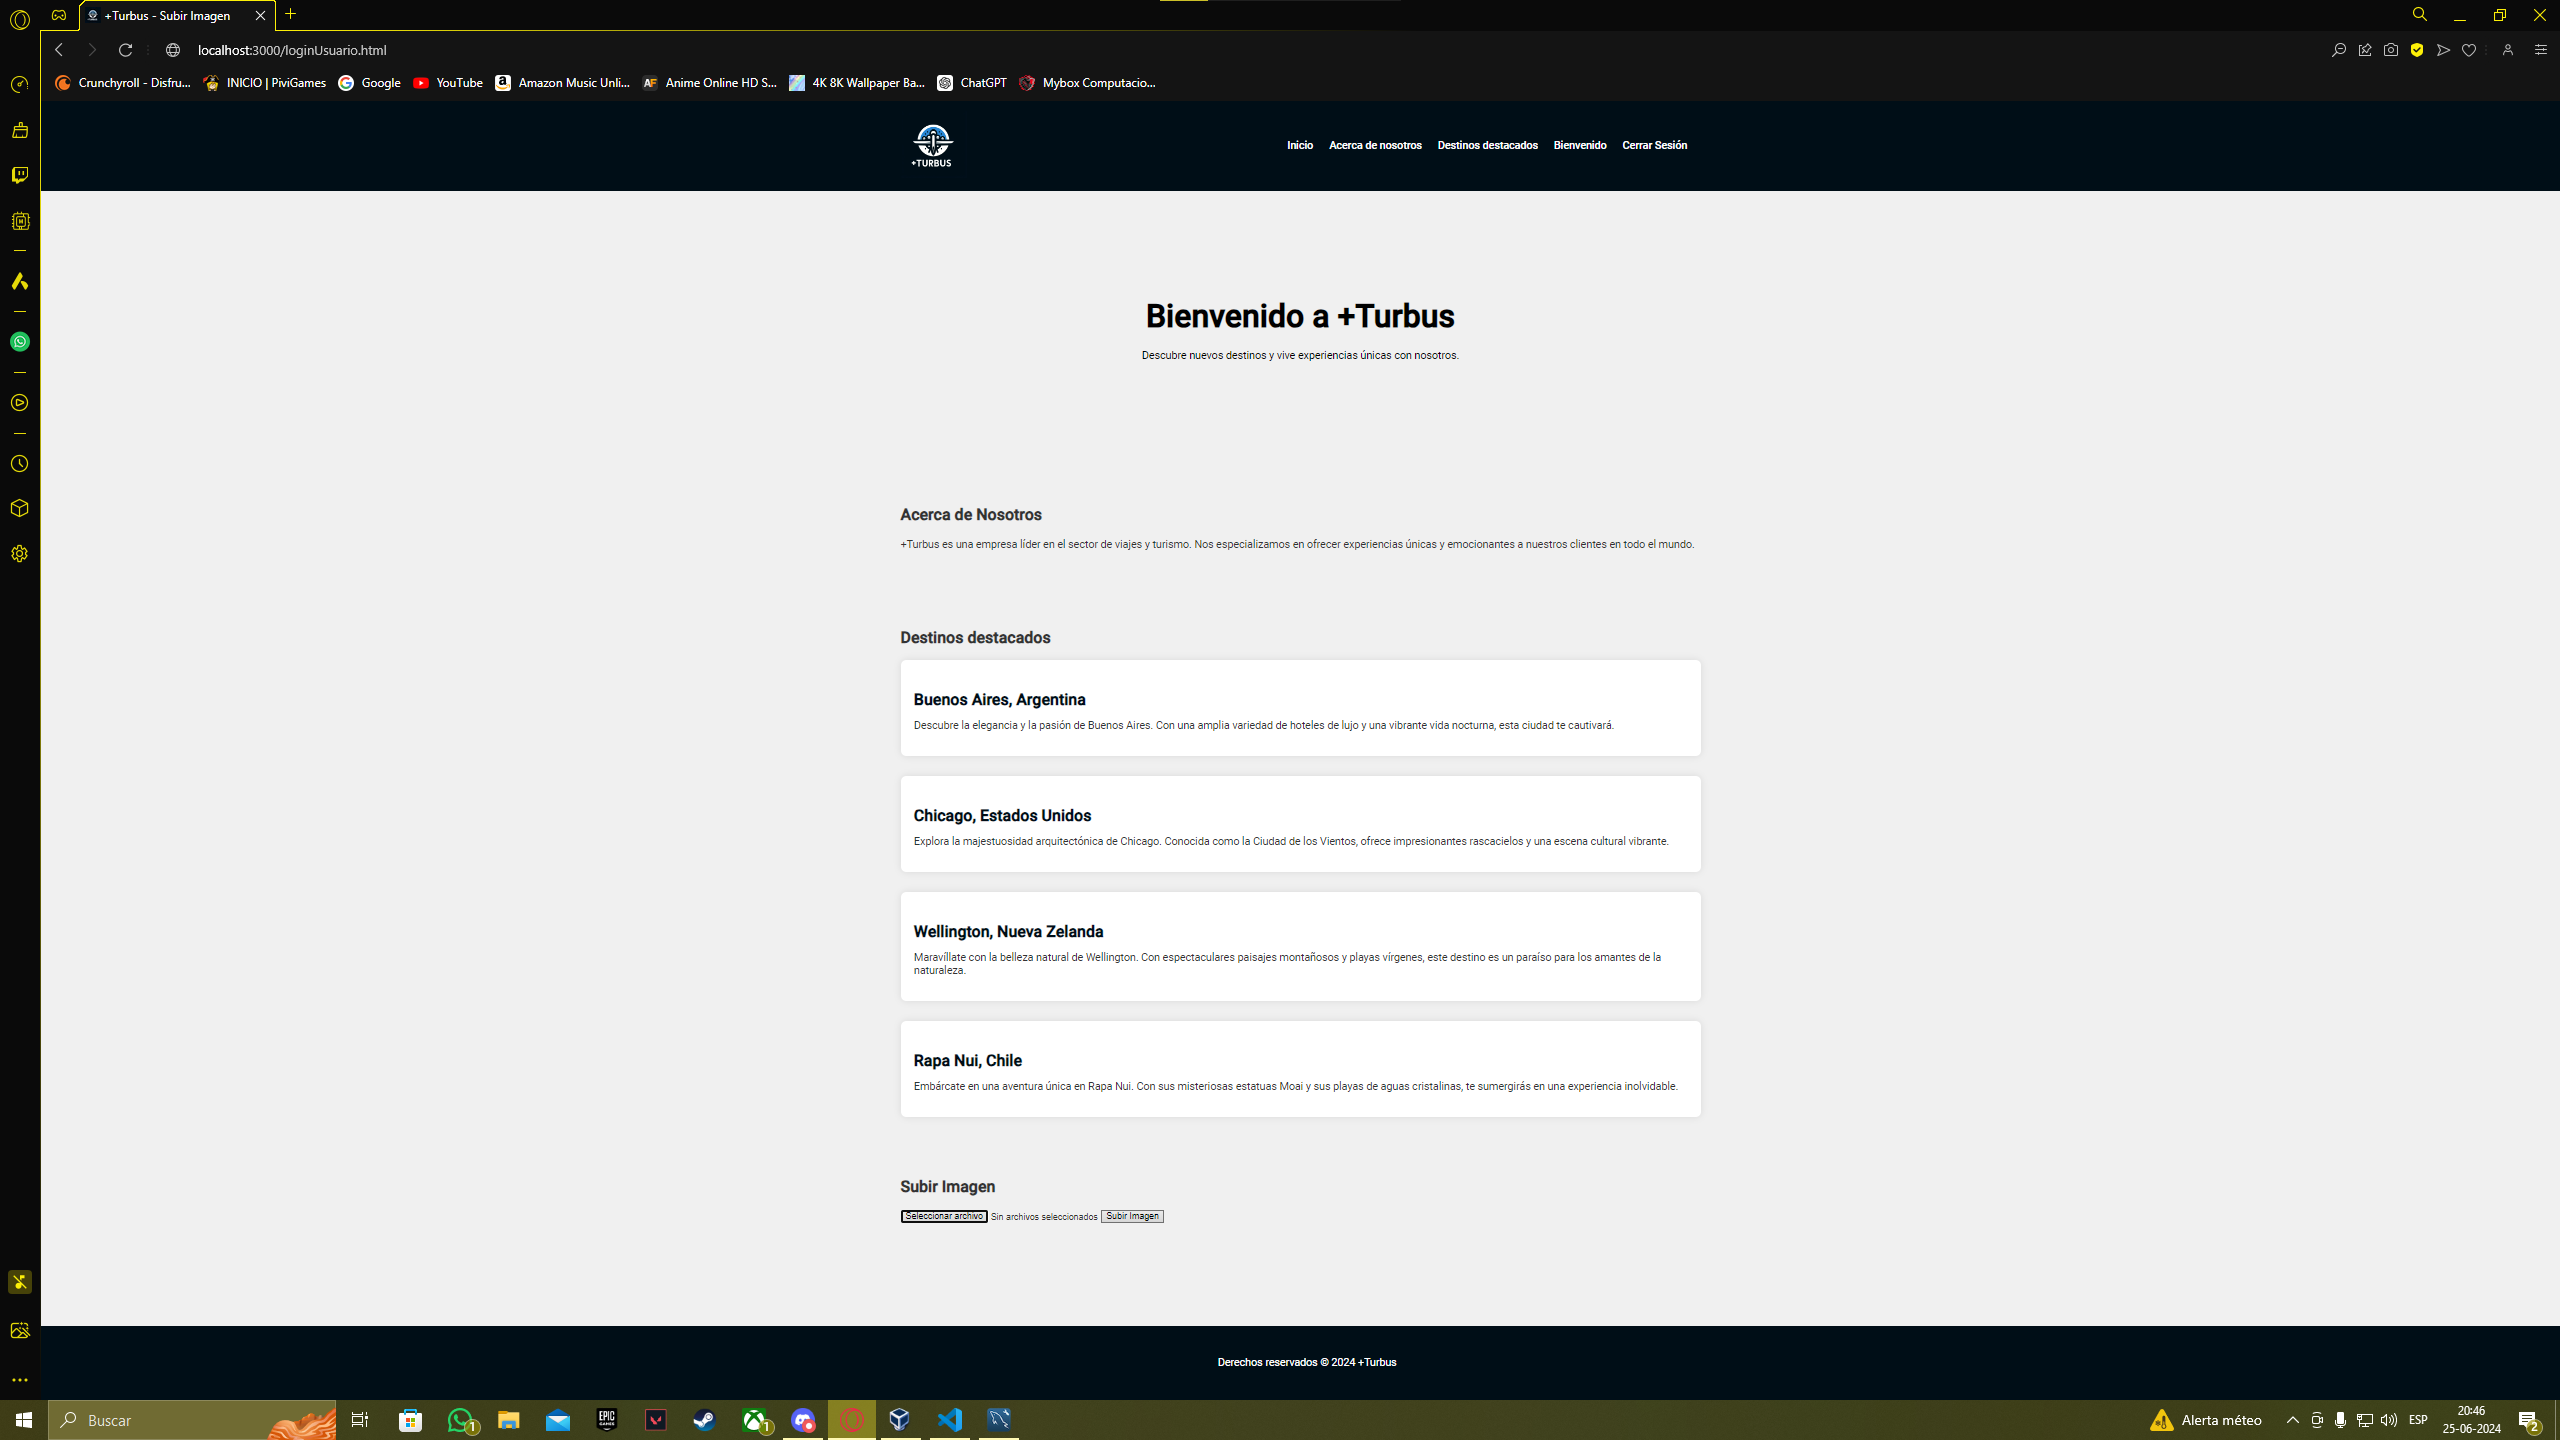 +Turbus - Subir Imagen
localhost:3000/loginUsuario.html
Crunchyroll - Disfru... INICIO | PiviGames Google YouTube Amazon Music Unli... AF Anime Online HD S... 4K 8K Wallpaper Ba... ChatGPT Mybox Computacio...
+TURBUS
Inicio Acerca de nosotros Destinos destacados Bienvenido Cerrar Sesión
Bienvenido a +Turbus
Descubre nuevos destinos y vive experiencias únicas con nosotros.
Acerca de Nosotros
+Turbus es una empresa líder en el sector de viajes y turismo. Nos especializamos en ofrecer experiencias únicas y emocionantes a nuestros clientes en todo el mundo.
Destinos destacados
Buenos Aires, Argentina
Descubre la elegancia y la pasión de Buenos Aires. Con una amplia variedad de hoteles de lujo y una vibrante vida nocturna, esta ciudad te cautivará.
Chicago, Estados Unidos
Explora la majestuosidad arquitectónica de Chicago. Conocida como la Ciudad de los Vientos, ofrece impresionantes rascacielos y una escena cultural vibrante.
Wellington, Nueva Zelanda
Maravíllate con la belleza natural de Wellington. Con espectaculares paisajes montañosos y playas vírgenes, este destino es un paraíso para los amantes de la
naturaleza.
Rapa Nui, Chile
Embárcate en una aventura única en Rapa Nui. Con sus misteriosas estatuas Moai y sus playas de aguas cristalinas, te sumergirás en una experiencia inolvidable.
Subir Imagen
Seleccionar archivo Sin archivos seleccionados Subir Imagen
Derechos reservados © 2024 +Turbus
Buscar
1
EPIC
GAMES
1
Alerta méteo
ESP
20:46
25-06-2024
2